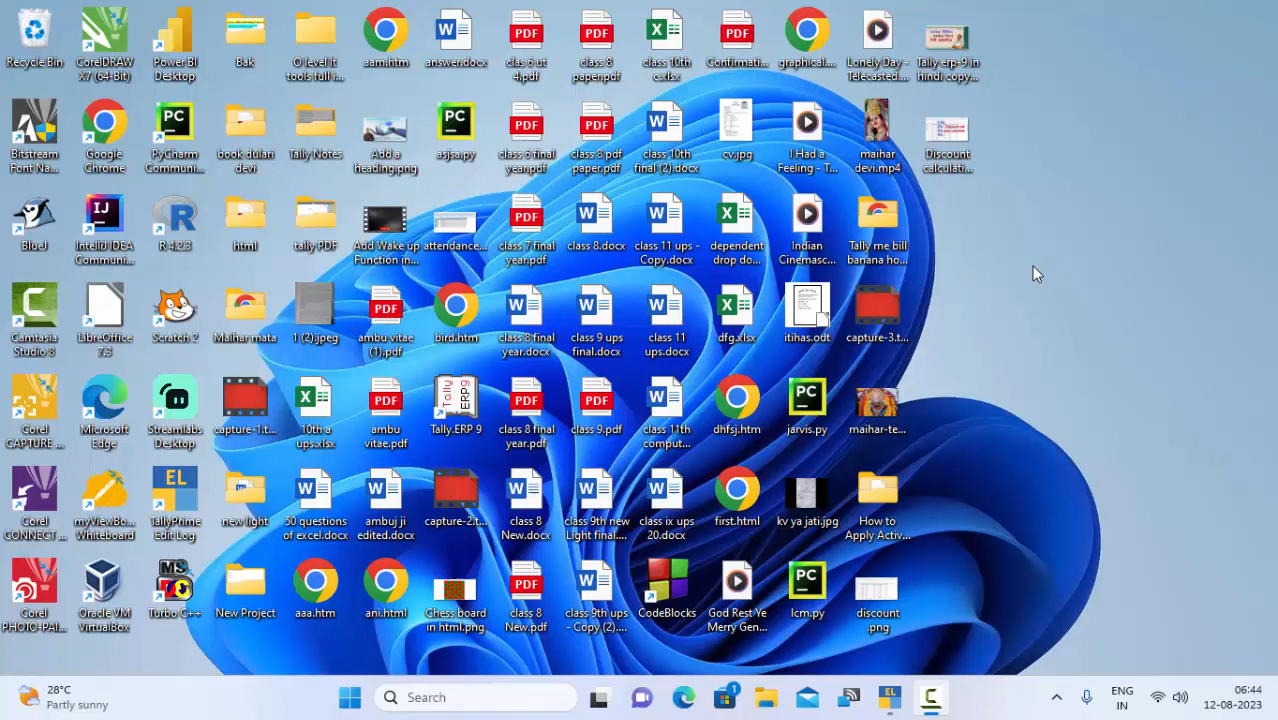 Recycle Bin
CorelDRAW X7 (64-Bit)
Power BI Desktop
Bak
O level It tools full i...
aam.htm
answer.docx
clas 6 ut 4.pdf
class 8 paper.pdf
class 10th c.xlsx
Confirmati...
graphical....
Lonely Day - Telecasted....
Tally erp-9 in hindi copy...
Bitstream Font Na...
Google Chrome
PyCharm Communi...
book dulari devi
Tally Notes
Add a heading.png
asjsa.py
class 6 final year.pdf
class 8 pdf paper.pdf
class 10th final (2).docx
cv.jpg
I Had a Feeling - T...
maihar devi.mp4
Discount calculati...
BlueJ
IntelliJ IDEA Communi...
R 4.2.3
html
tally PDF
Add Wake up Function in...
attendance...
class 7 final year.pdf
class 8.docx
class 11 ups - Copy.docx
dependent drop do...
Indian Cinemasc...
Tally me bill banana ho...
Camtasia Studio 8
LibreOffice 7.3
Scratch 2
Maihar mata
1 (2).jpeg
ambu vitae (1).pdf
bird.htm
class 8 final year.docx
class 9 ups final.docx
class 11 ups.docx
dfg.xlsx
itihas.odt
capture-3.t...
Corel CAPTURE ...
Microsoft Edge
Streamlabs Desktop
capture-1.t...
10th a ups.xlsx
ambu vitae.pdf
Tally.ERP 9
class 8 final year.pdf
class 9.pdf
class 11th comput...
dhfsj.htm
jarvis.py
maihar-te...
Corel CONNECT ...
myViewBo... Whiteboard
TallyPrime Edit Log
new light
50 questions of excel.docx
ambuj ji edited.docx
capture-2.t...
class 8 New.docx
class 9th new Light final....
class ix ups 20.docx
first.html
kv ya jati.jpg
How to Apply Activ...
Corel PHOTO-PAI...
Oracle VM VirtualBox
Turbo C++
New Project
aaa.htm
ani.html
Chess board in html.png
class 8 New.pdf
class 9th ups - Copy (2)....
CodeBlocks
God Rest Ye Merry Gen...
lcm.py
discount .png
28°C
Partly sunny
Search
1
ENG
IN
06:44
12-08-2023